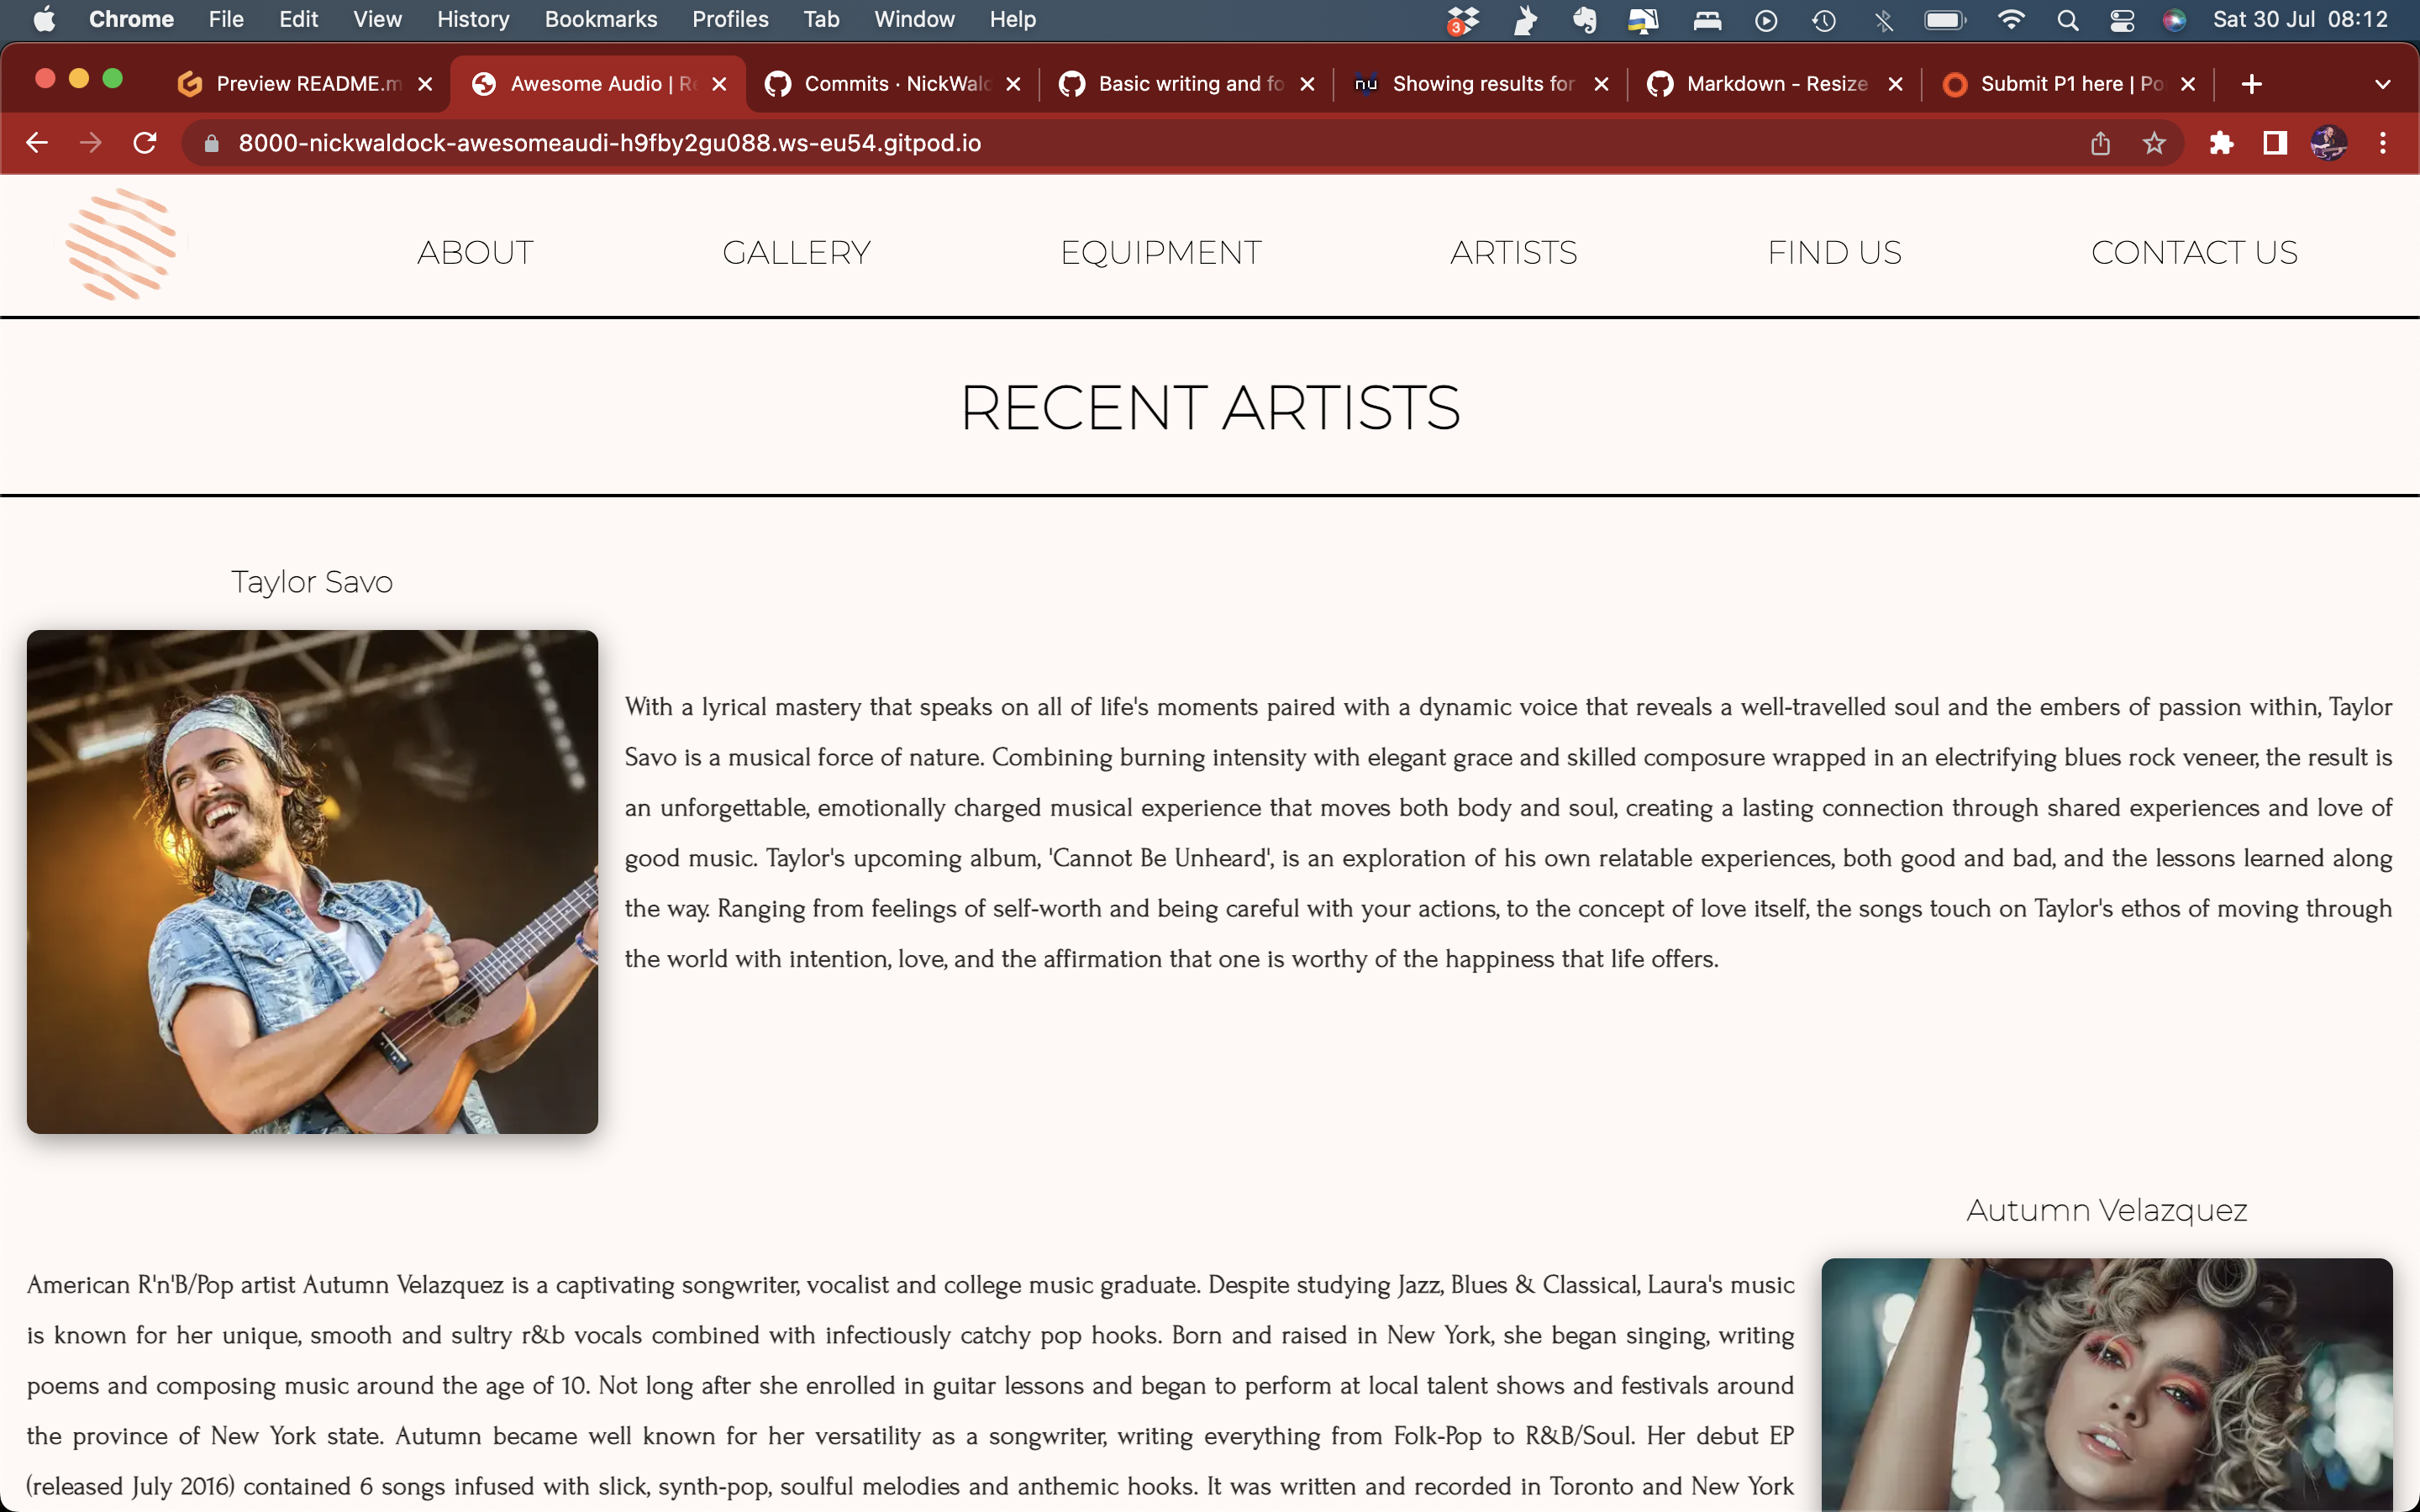 Chrome File Edit View History Bookmarks Profiles Tab Window Help 3 Sat 30 Jul 08:12
Preview README.m Awesome Audio | Re Commits · NickWald Basic writing and fo nu Showing results for Markdown - Resize Submit P1 here | Po
8000-nickwaldock-awesomeaudi-h9fby2gu088.ws-eu54.gitpod.io
ABOUT GALLERY EQUIPMENT ARTISTS FIND US CONTACT US
RECENT ARTISTS
Taylor Savo
With a lyrical mastery that speaks on all of life's moments paired with a dynamic voice that reveals a well-travelled soul and the embers of passion within, Taylor
Savo is a musical force of nature. Combining burning intensity with elegant grace and skilled composure wrapped in an electrifying blues rock veneer, the result is
an unforgettable, emotionally charged musical experience that moves both body and soul, creating a lasting connection through shared experiences and love of
good music. Taylor's upcoming album, 'Cannot Be Unheard', is an exploration of his own relatable experiences, both good and bad, and the lessons learned along
the way. Ranging from feelings of self-worth and being careful with your actions, to the concept of love itself, the songs touch on Taylor's ethos of moving through
the world with intention, love, and the affirmation that one is worthy of the happiness that life offers.
Autumn Velazquez
American R'n'B/Pop artist Autumn Velazquez is a captivating songwriter, vocalist and college music graduate. Despite studying Jazz, Blues & Classical, Laura's music
is known for her unique, smooth and sultry r&b vocals combined with infectiously catchy pop hooks. Born and raised in New York, she began singing, writing
poems and composing music around the age of 10. Not long after she enrolled in guitar lessons and began to perform at local talent shows and festivals around
the province of New York state. Autumn became well known for her versatility as a songwriter, writing everything from Folk-Pop to R&B/Soul. Her debut EP
(released July 2016) contained 6 songs infused with slick, synth-pop, soulful melodies and anthemic hooks. It was written and recorded in Toronto and New York